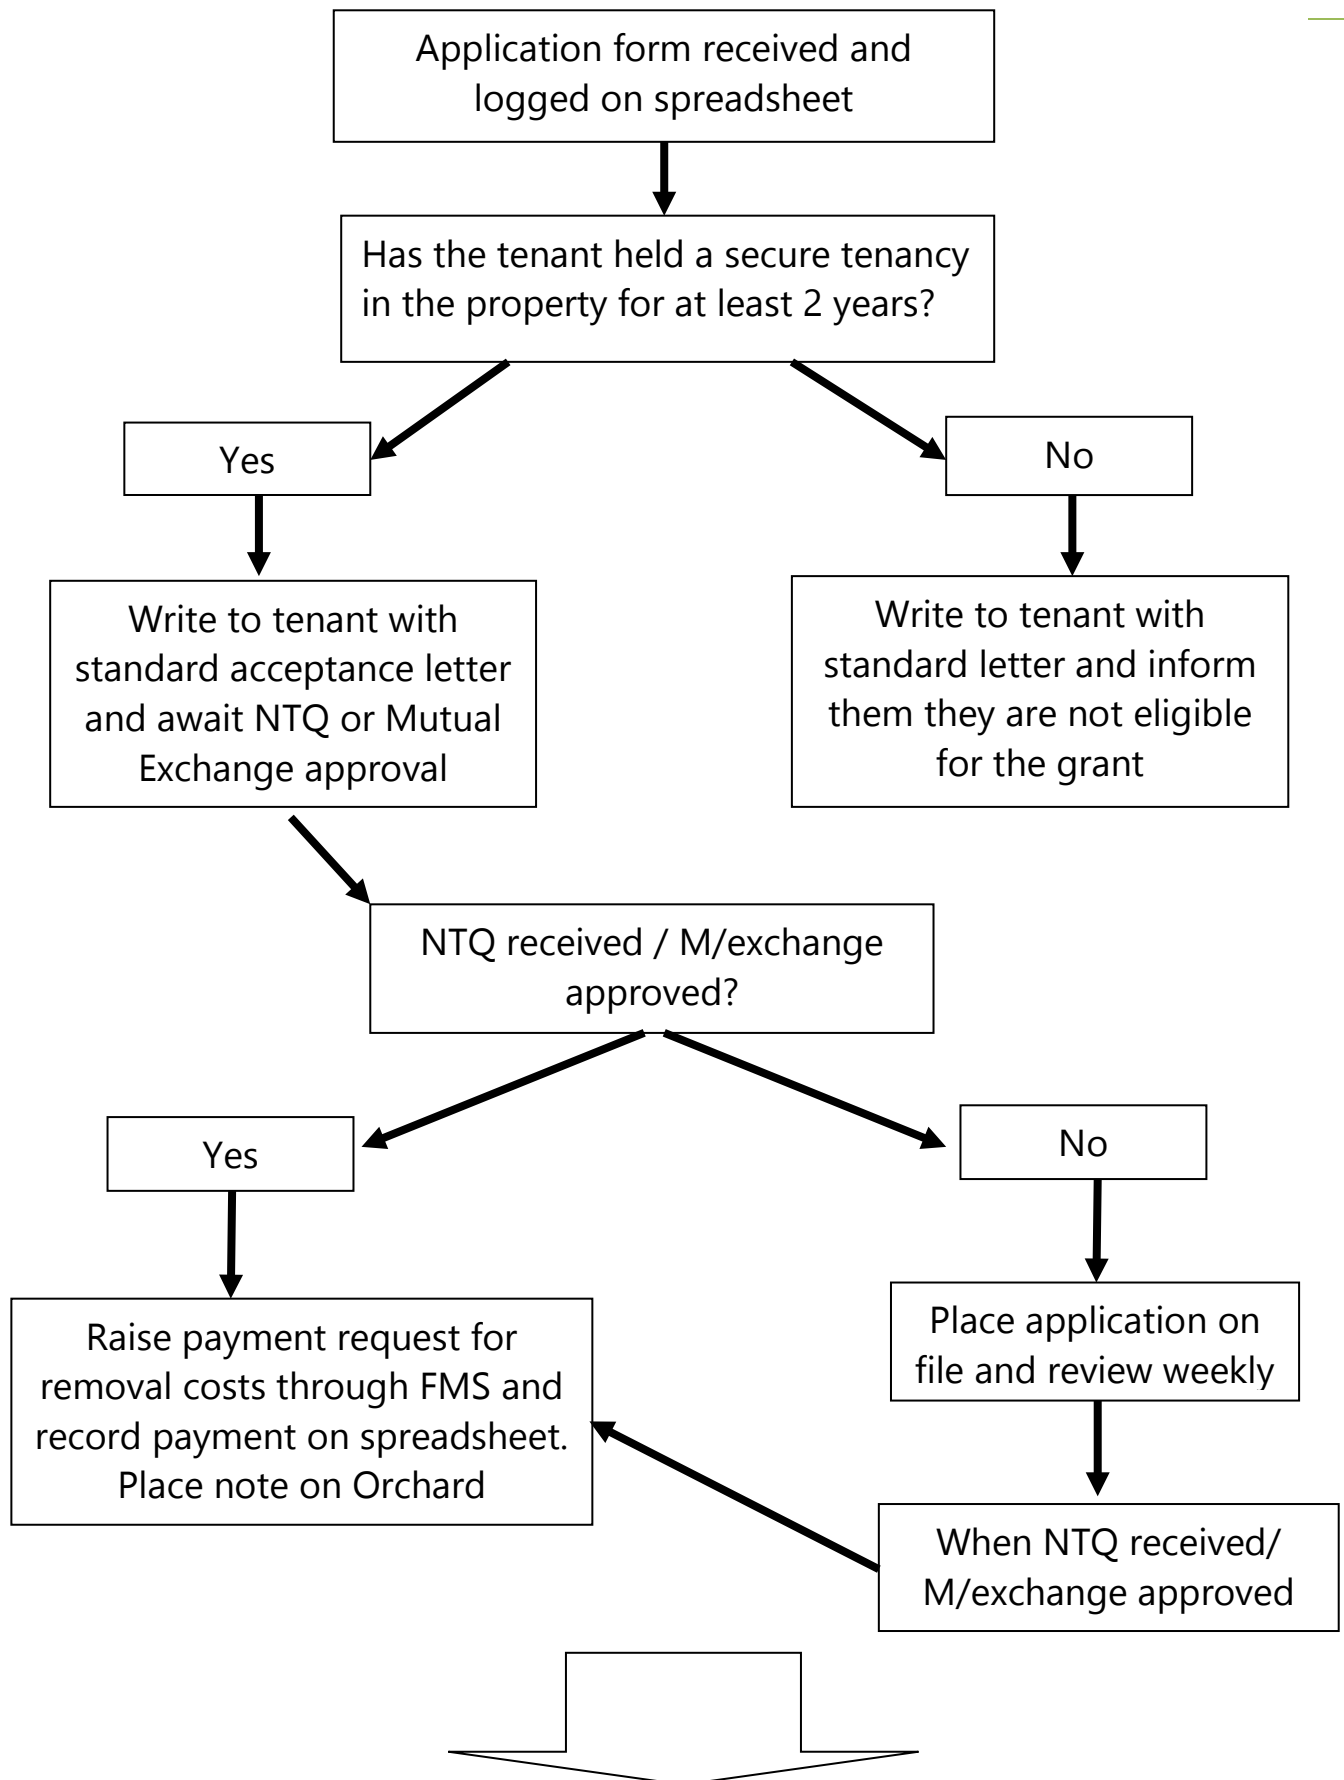 Application form received and
logged on spreadsheet
Has the tenant held a secure tenancy
in the property for at least 2 years?
Yes
No
Write to tenant with
standard acceptance letter
and await NTQ or Mutual
Exchange approval
Write to tenant with
standard letter and inform
them they are not eligible
for the grant
NTQ received / M/exchange
approved?
Yes
No
Raise payment request for
removal costs through FMS and
record payment on spreadsheet.
Place note on Orchard
Place application on
file and review weekly
When NTQ received/
M/exchange approved